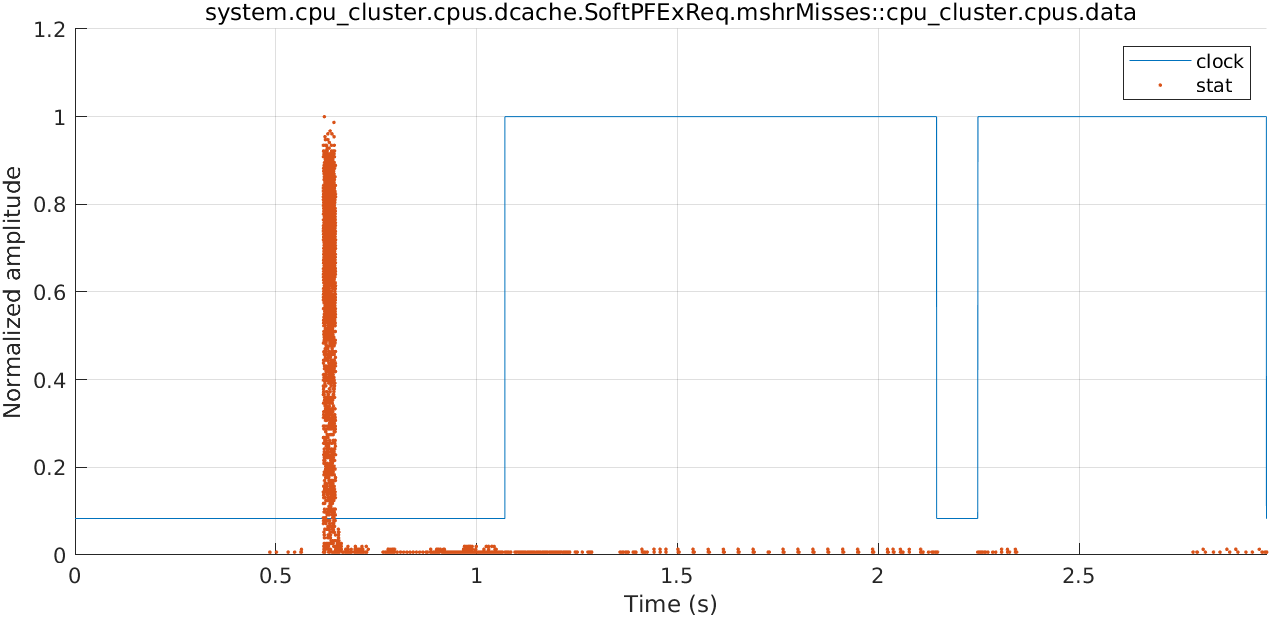 system.cpu_cluster.cpus.dcache.SoftPFExReq.mshrMisses::cpu_cluster.cpus.data
1.2
1
0.8
0.6
0.4
0.2
0
Normalized amplitude
clock
stat
0
0.5
1
1.5
2
2.5
Time (s)